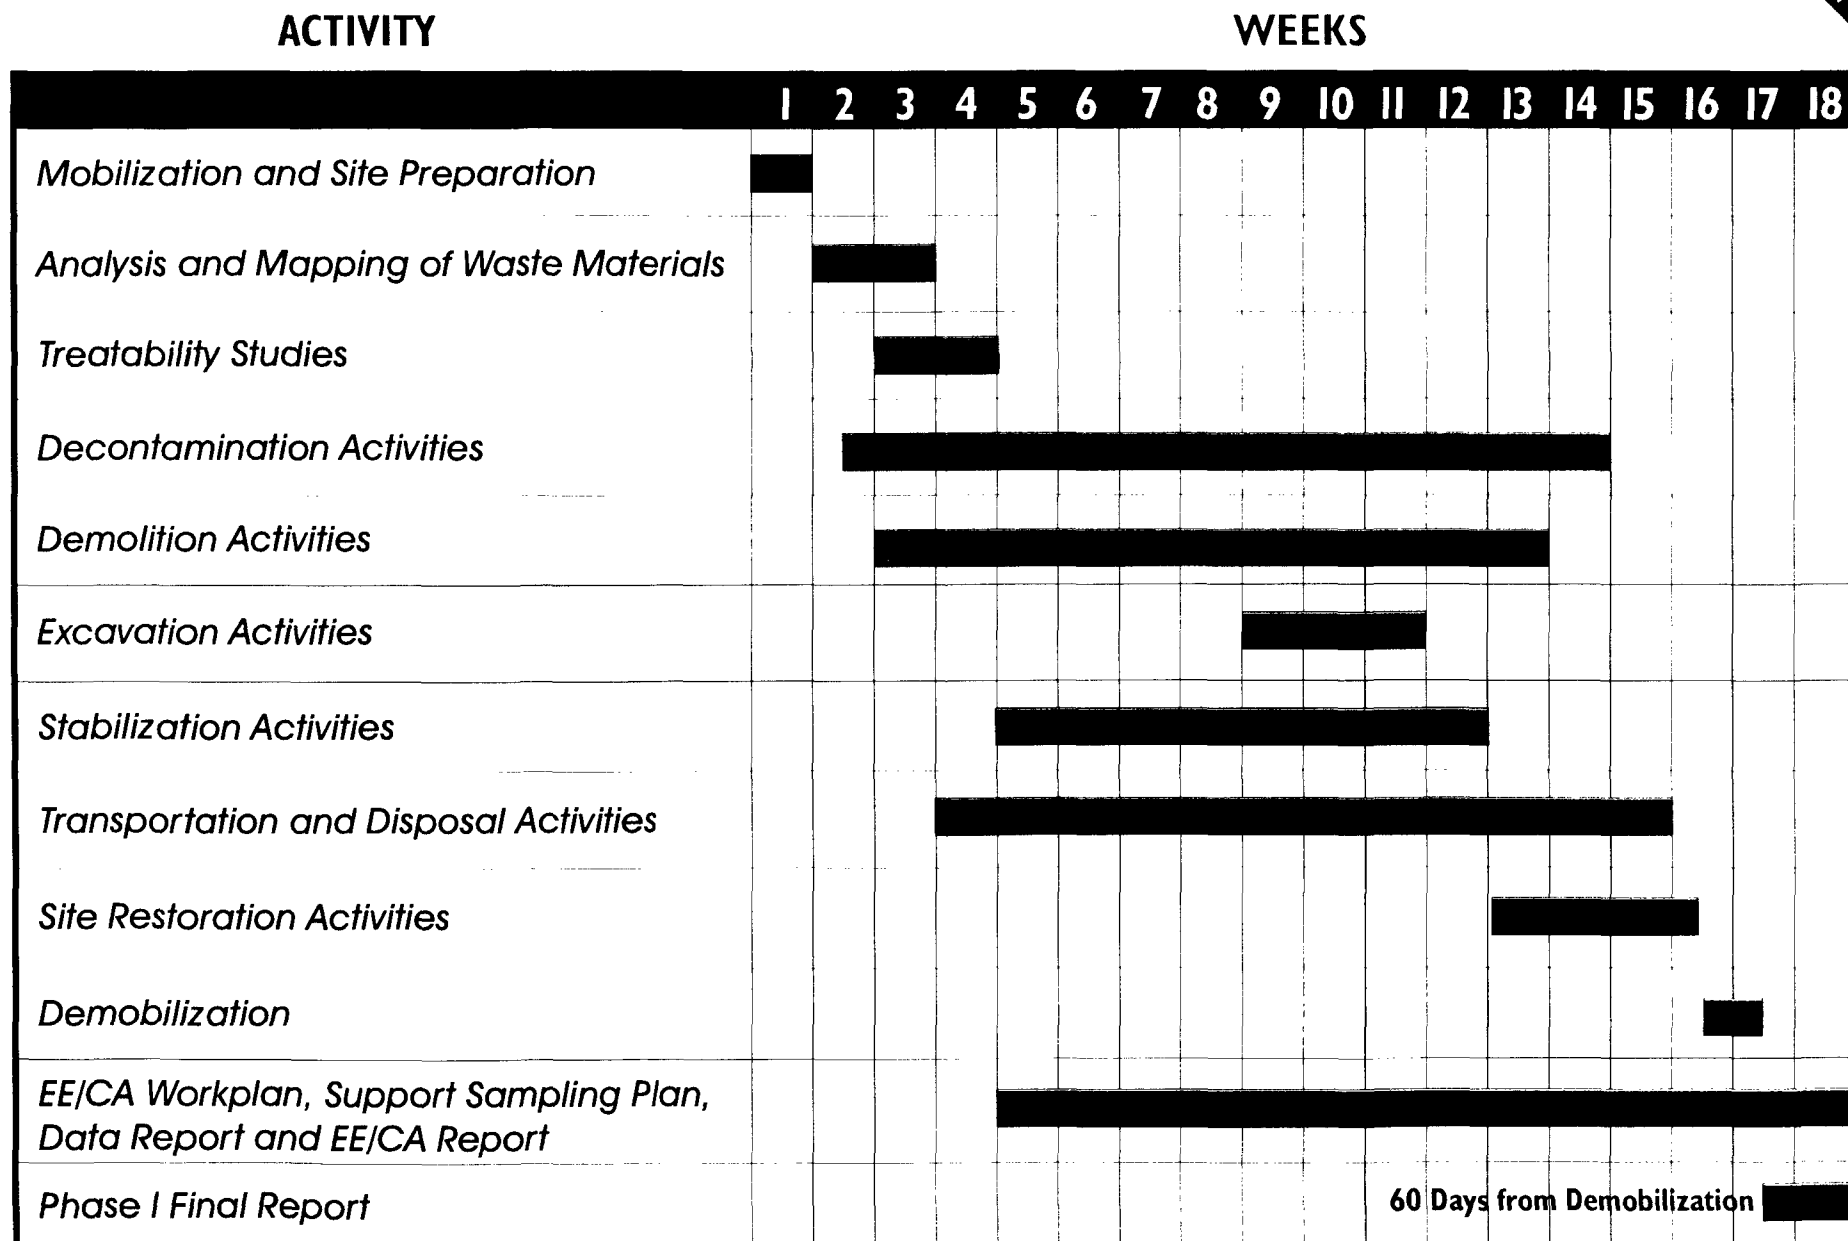 ACTIVITY WEEKS
1 2 3 4 5 6 7 8 9 10 11 12 13 14 15 16 17 18
Mobilization and Site Preparation
Analysis and Mapping of Waste Materials
Treatability Studies
Decontamination Activities
Demolition Activities
Excavation Activities
Stabilization Activities
Transportation and Disposal Activities
Site Restoration Activities
Demobilization
EE/CA Workplan, Support Sampling Plan,
Data Report and EE/CA Report
Phase I Final Report 60 Days from Demobilization